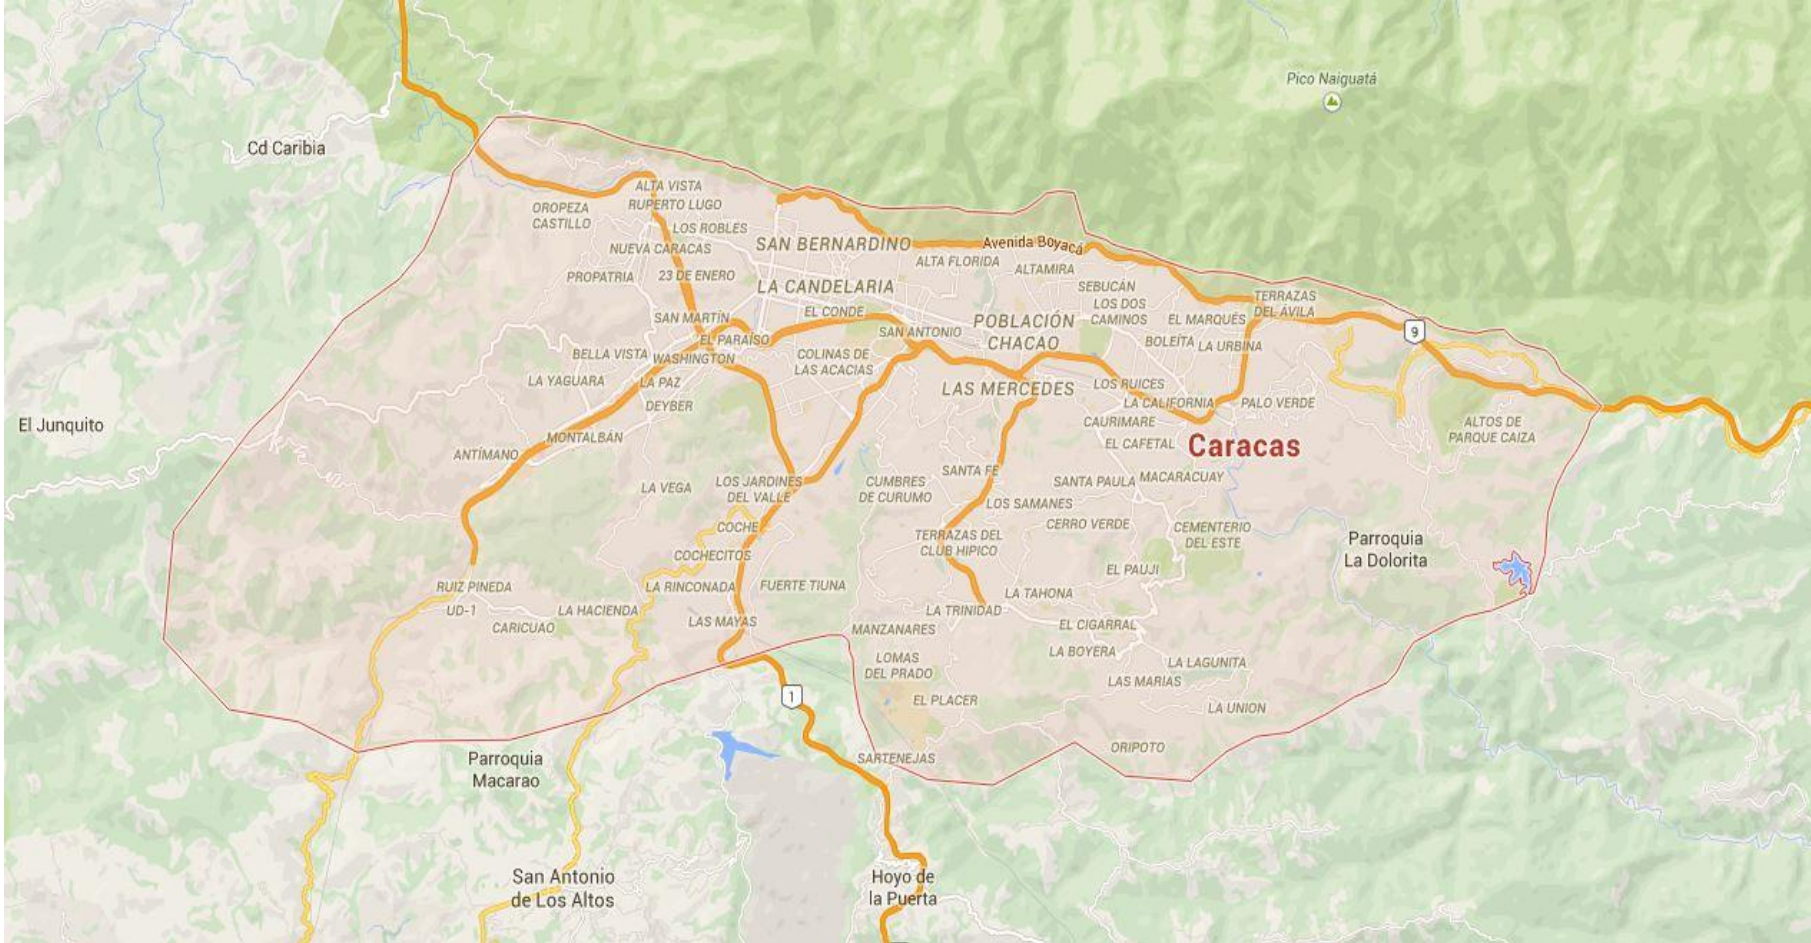 Pico Naiguatá
Cd Caribia
ALTA VISTA
RUPERTO LUGO
OROPEZA
CASTILLO
LOS ROBLES
NUEVA CARACAS
SAN BERNARDINO
Avenida Boyacá
ALTA FLORIDA
ALTAMIRA
PROPATRIA
23 DE ENERO
LA CANDELARIA
SEBUCÁN
LOS DOS
CAMINOS
TERRAZAS
DEL ÁVILA
SAN MARTÍN
EL CONDE
POBLACIÓN
CHACAO
EL MARQUÉS
9
EL PARAÍSO
SAN ANTONIO
BOLEÍTA
LA URBINA
BELLA VISTA
WASHINGTON
COLINAS DE
LAS ACACIAS
LA YAGUARA
LA PAZ
LAS MERCEDES
LOS RUICES
DEYBER
LA CALIFORNIA
PALO VERDE
El Junquito
MONTALBÁN
CAURIMARE
EL CAFETAL
Caracas
ALTOS DE
PARQUE CAIZA
ANTÍMANO
LA VEGA
LOS JARDINES
DEL VALLE
CUMBRES
DE CURUMO
SANTA FE
SANTA PAULA
MACARACUAY
LOS SAMANES
COCHE
CERRO VERDE
CEMENTERIO
DEL ESTE
TERRAZAS DEL
CLUB HIPICO
Parroquia
La Dolorita
COCHECITOS
EL PAUJI
RUIZ PINEDA
LA RINCONADA
FUERTE TIUNA
LA TAHONA
UD-1
LA HACIENDA
LA TRINIDAD
CARICUAO
LAS MAYAS
MANZANARES
EL CIGARRAL
LOMAS
DEL PRADO
LA BOYERA
LA LAGUNITA
LAS MARIAS
1
EL PLACER
LA UNION
ORIPOTO
Parroquia
Macarao
SARTENEJAS
San Antonio
de Los Altos
Hoyo de
la Puerta